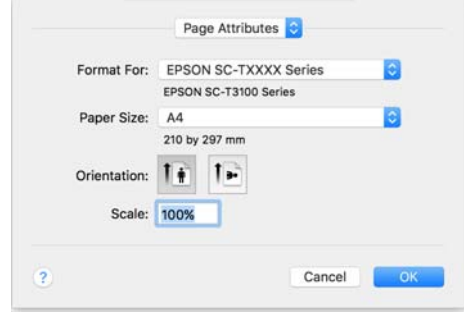 Page Attributes
Format For: EPSON SC-TXXXX Series
EPSON SC-T3100 Series
Paper Size: A4
210 by 297 mm
Orientation:
Scale: 100%
? Cancel OK